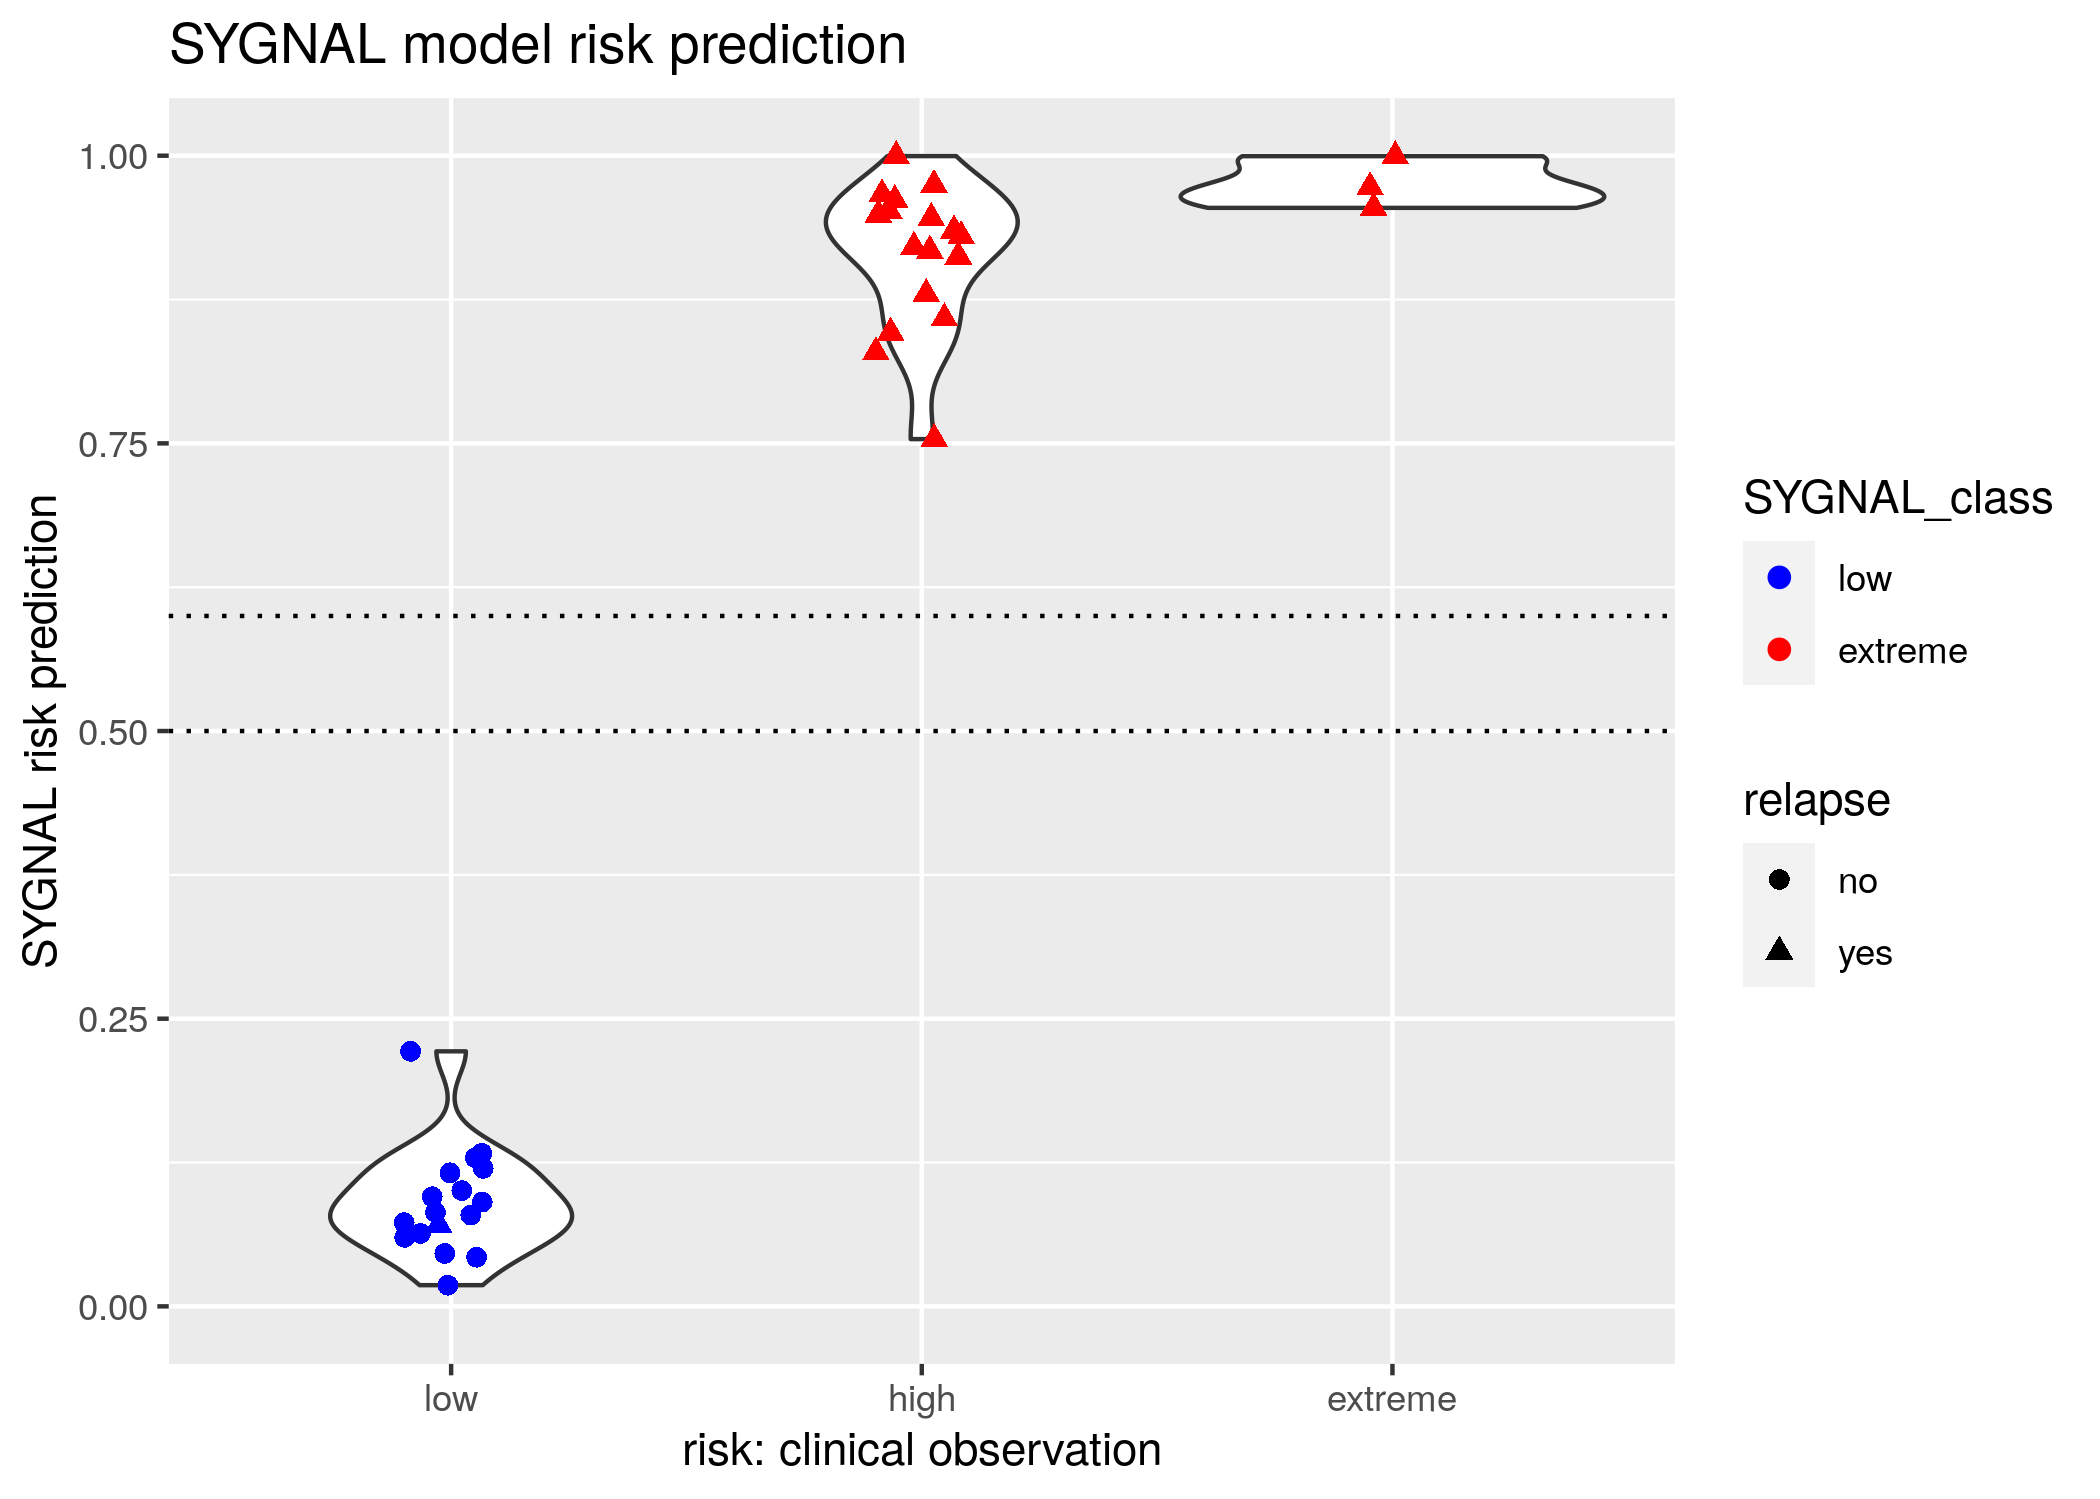 SYGNAL model risk prediction
SYGNAL risk prediction
1.00
0.75
0.50
0.25
0.00
low
high
extreme
risk: clinical observation
SYGNAL_class
low
extreme
relapse
no
yes